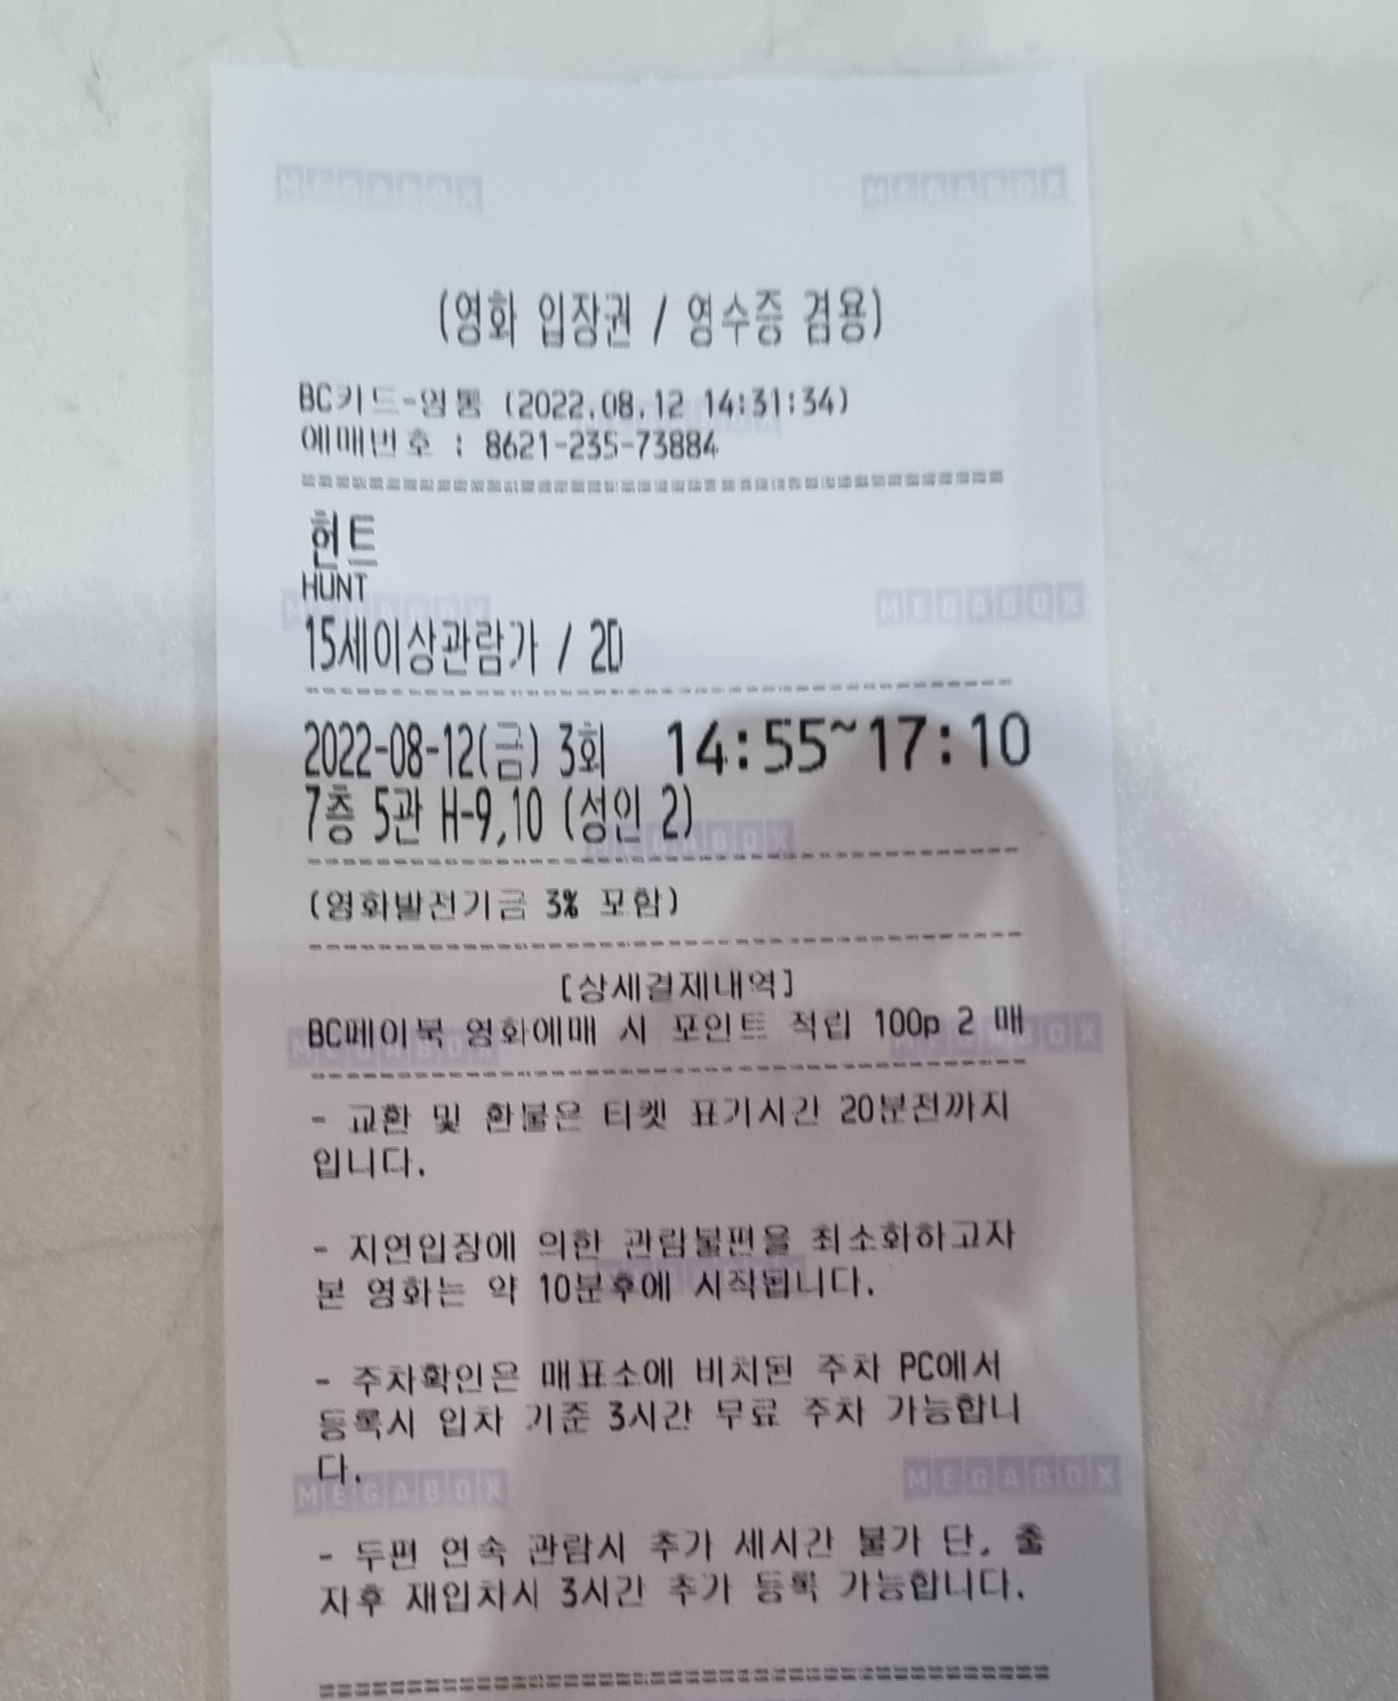 MEGABOX MEGABOX
(영화 입장권 / 영수증 겸용)
BC카드-영통 (2022.08.12 14:31:34)
예매번호 : 8621-235-73884
헌트
HUNT
MEGABOX MEGABOX
15세이상관람가 / 2D
2022-08-12(금) 3회 14:55~17:10
7층 5관 H-9,10 (성인 2)
MEGABOX
(영화발전기금 3% 포함)
[상세결제내역]
BC페이북 영화예매 시 포인트 적립 100p 2 매
MEGABOX MEGABOX
- 교환 및 환불은 티켓 표기시간 20분전까지
입니다.
- 지연입장에 의한 관람불편을 최소화하고자
본 영화는 약 10분후에 시작됩니다.
- 주차확인은 매표소에 비치된 주차 PC에서
등록시 입차 기준 3시간 무료 주차 가능합니
다.
MEGABOX MEGABOX
- 두편 연속 관람시 추가 세시간 불가 단, 출
차후 재입차시 3시간 추가 등록 가능합니다.